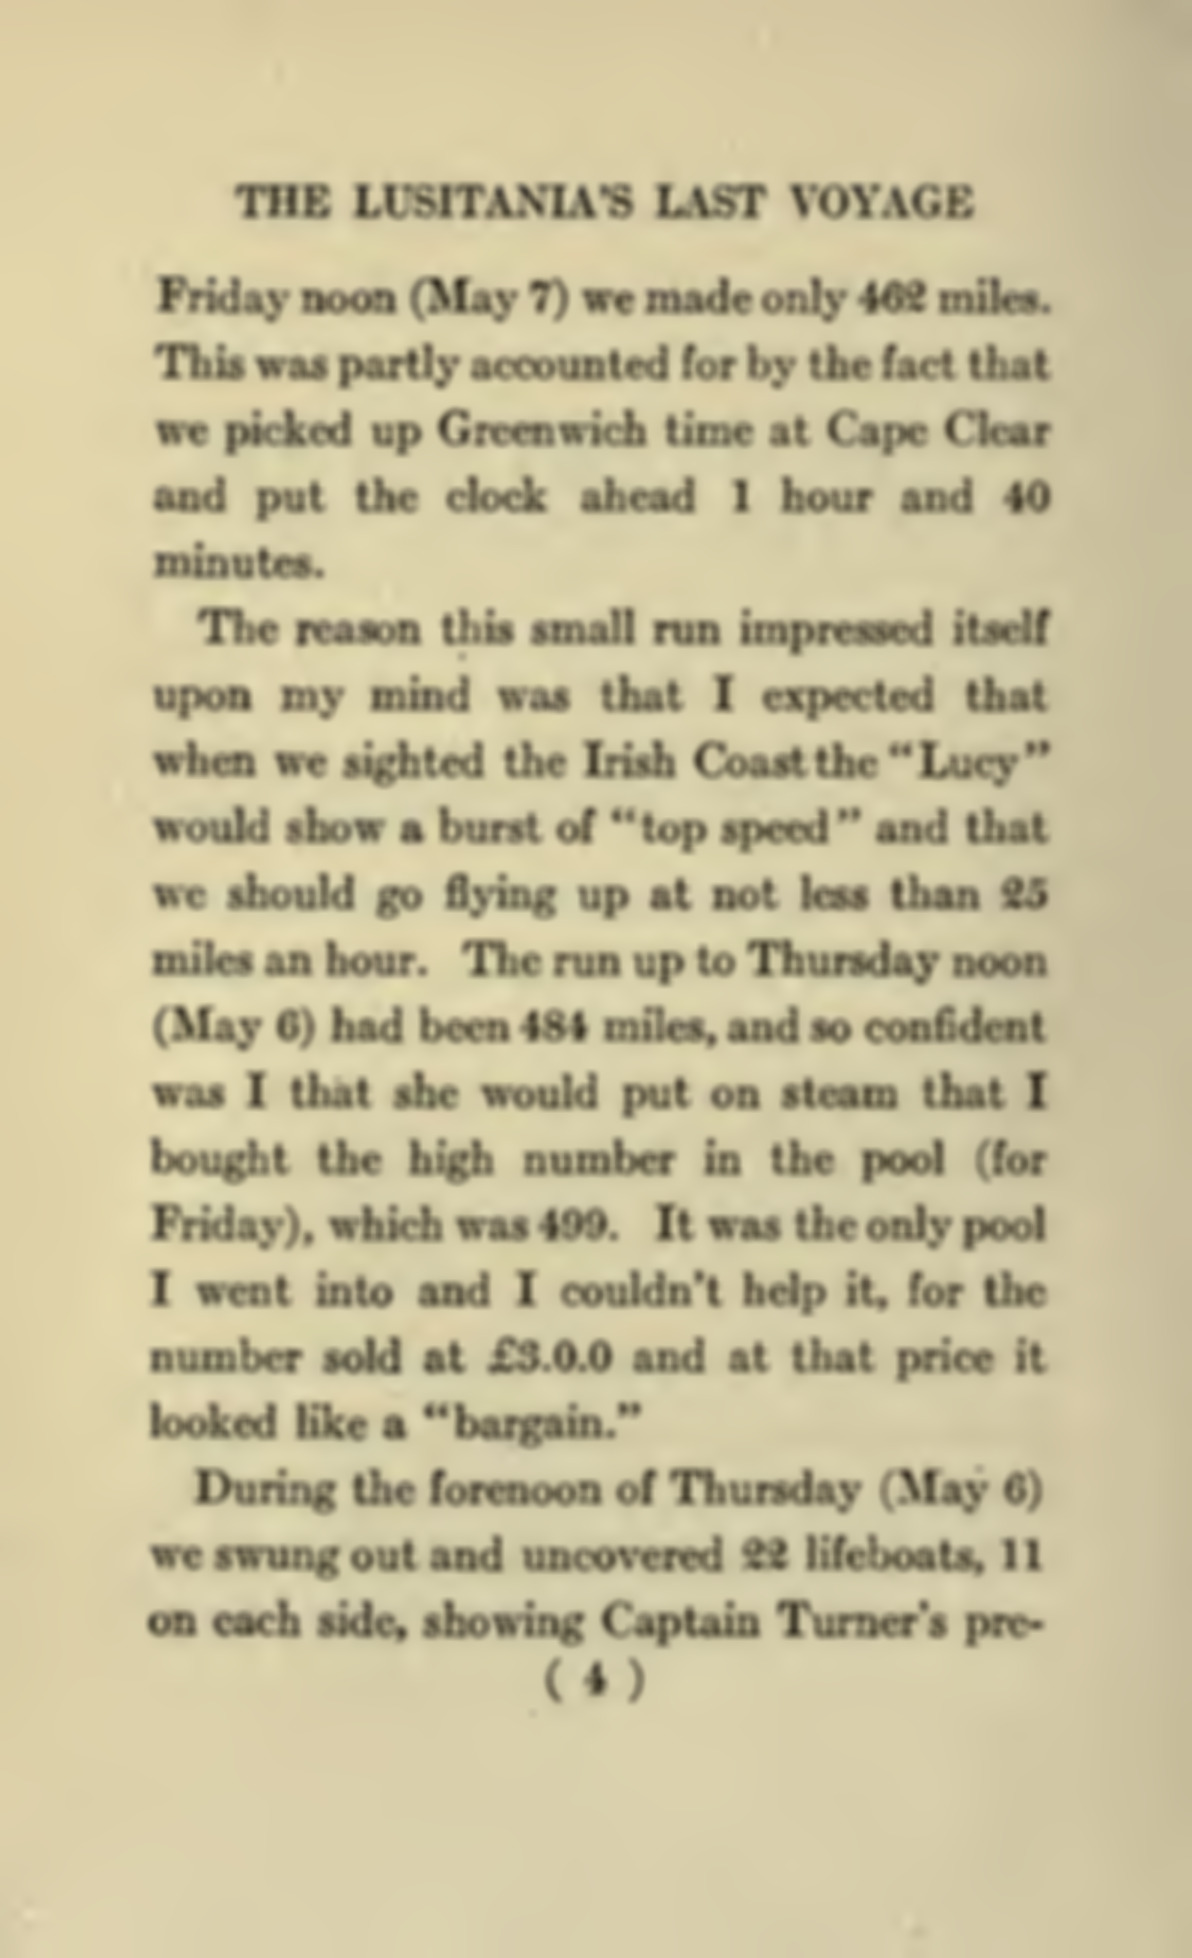 THE LUSITANIA'S LAST VOYAGE
Friday noon (May 7) we made only 462 miles.
This was partly accounted for by the fact that
we picked up Greenwich time at Cape Clear
and put the clock ahead 1 hour and 40
minutes.
The reason this small run impressed itself
upon my mind was that I expected that
when we sighted the Irish Coast the "Lucy"
would show a burst of "top speed" and that
we should go flying up at not less than 25
miles an hour. The run up to Thursday noon
(May 6) had been 484 miles, and so confident
was I that she would put on steam that I
bought the high number in the pool (for
Friday), which was 499. It was the only pool
I went into and I couldn't help it, for the
number sold at £3.0.0 and at that price it
looked like a "bargain."
During the forenoon of Thursday (May 6)
we swung out and uncovered 22 lifeboats, 11
on each side, showing Captain Turner's pre-
( 4 )